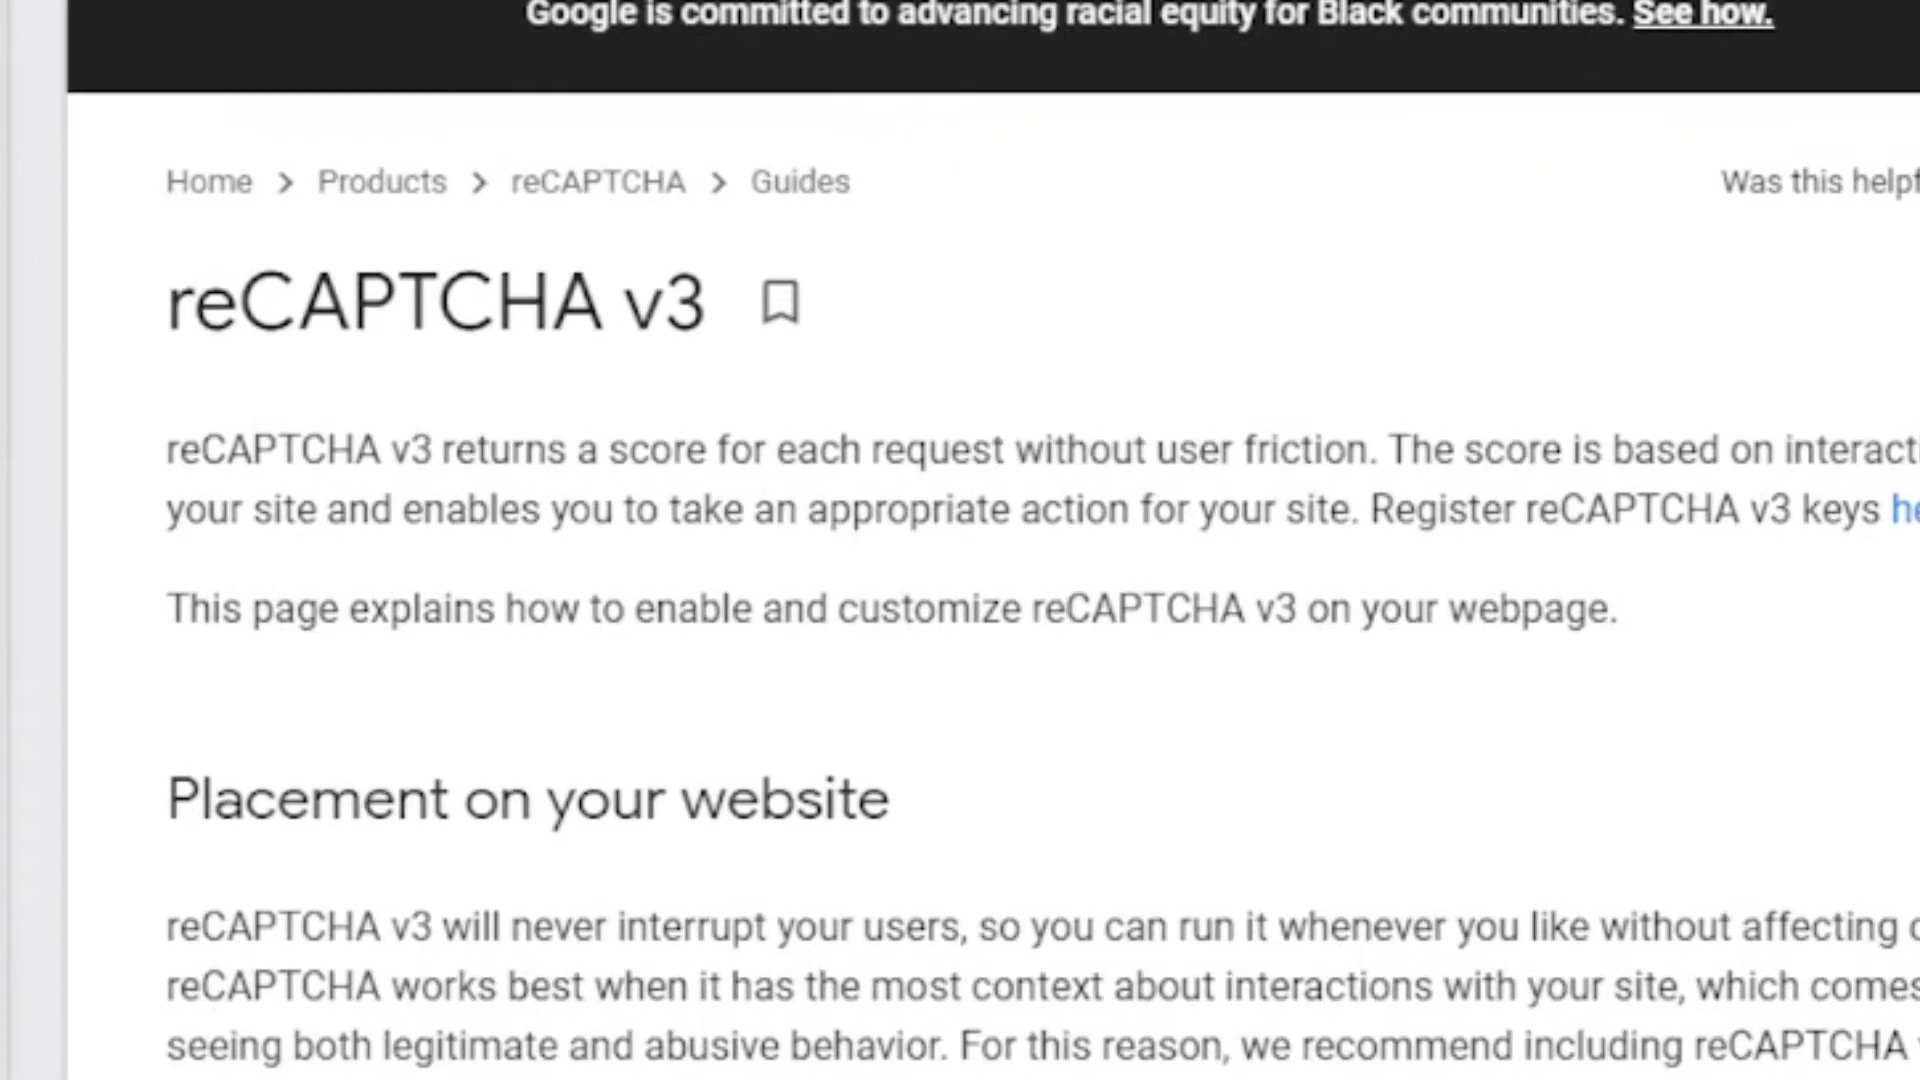 Google is committed to advancing racial equity for Black communities. See how.
Home > Products > reCAPTCHA > Guides
Was this
reCAPTCHA v3
reCAPTCHA v3 returns a score for each request without user friction. The score is based on
your site and enables you to take an appropriate action for your site. Register reCAPTCHA v3 keys
This page explains how to enable and customize reCAPTCHA v3 on your webpage.
Placement on your website
reCAPTCHA v3 will never interrupt your users, so you can run it whenever you like without affecting
reCAPTCHA works best when it has the most context about interactions with your site, which comes
seeing both legitimate and abusive behavior. For this reason, we recommend including reCAPTCHA